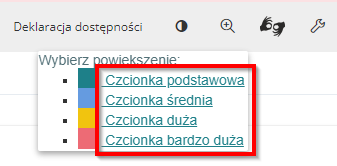 Deklaracja dostępności
Wybierz powiększenie:
Czcionka podstawowa
Czcionka średnia
Czcionka duża
Czcionka bardzo duża